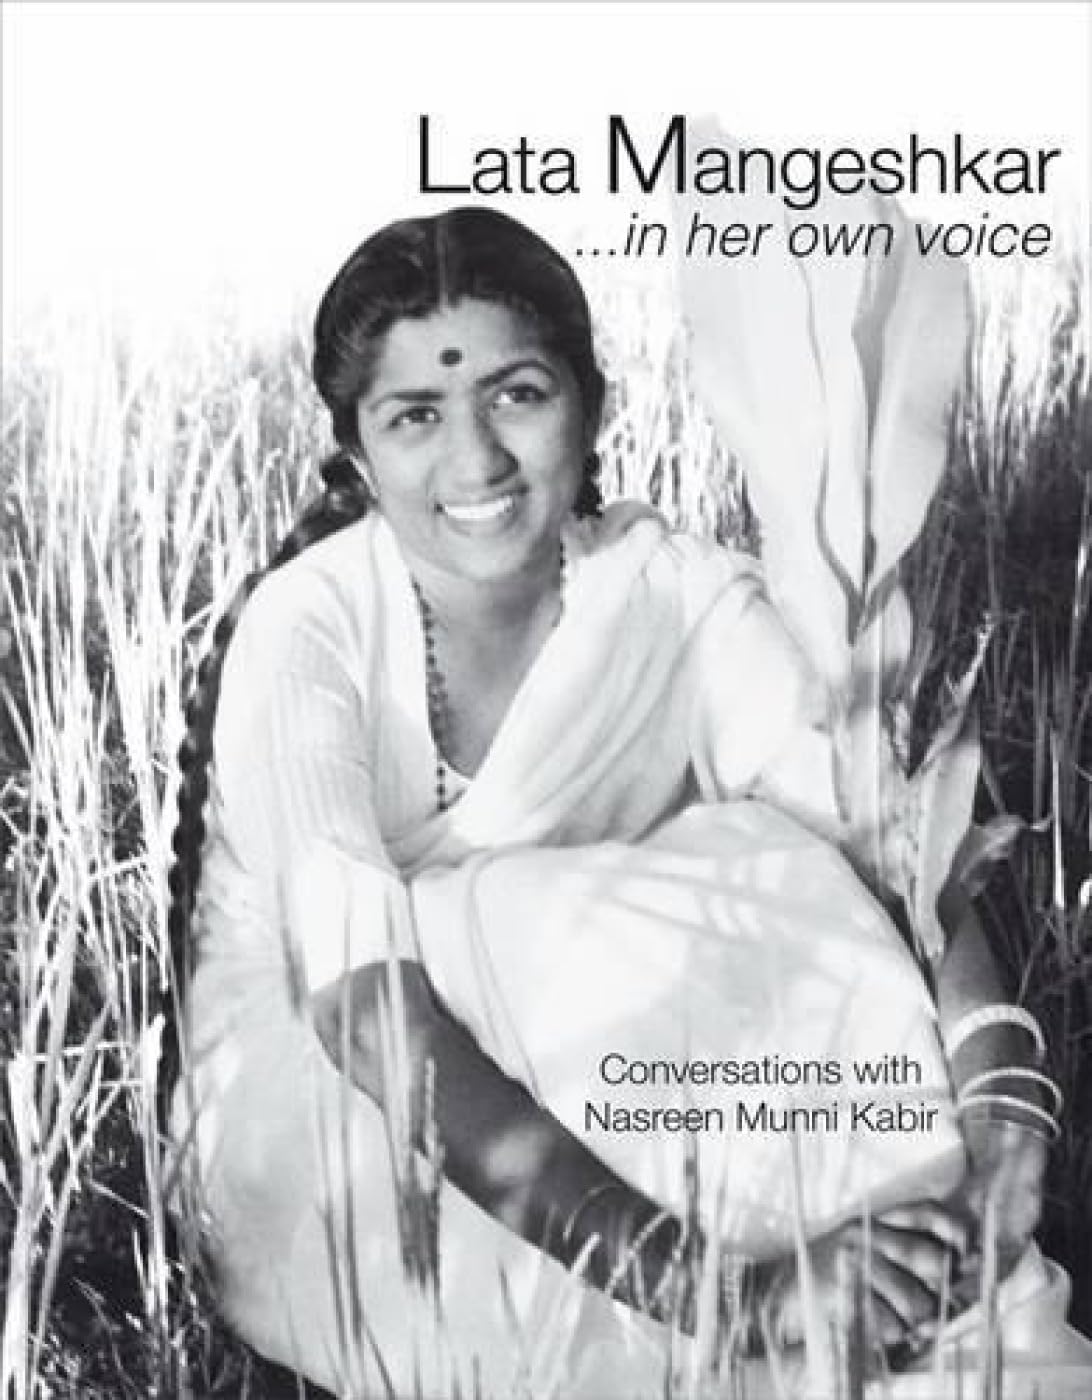 Lata Mangeshkar
...in her own voice
Conversations with
Nasreen Munni Kabir